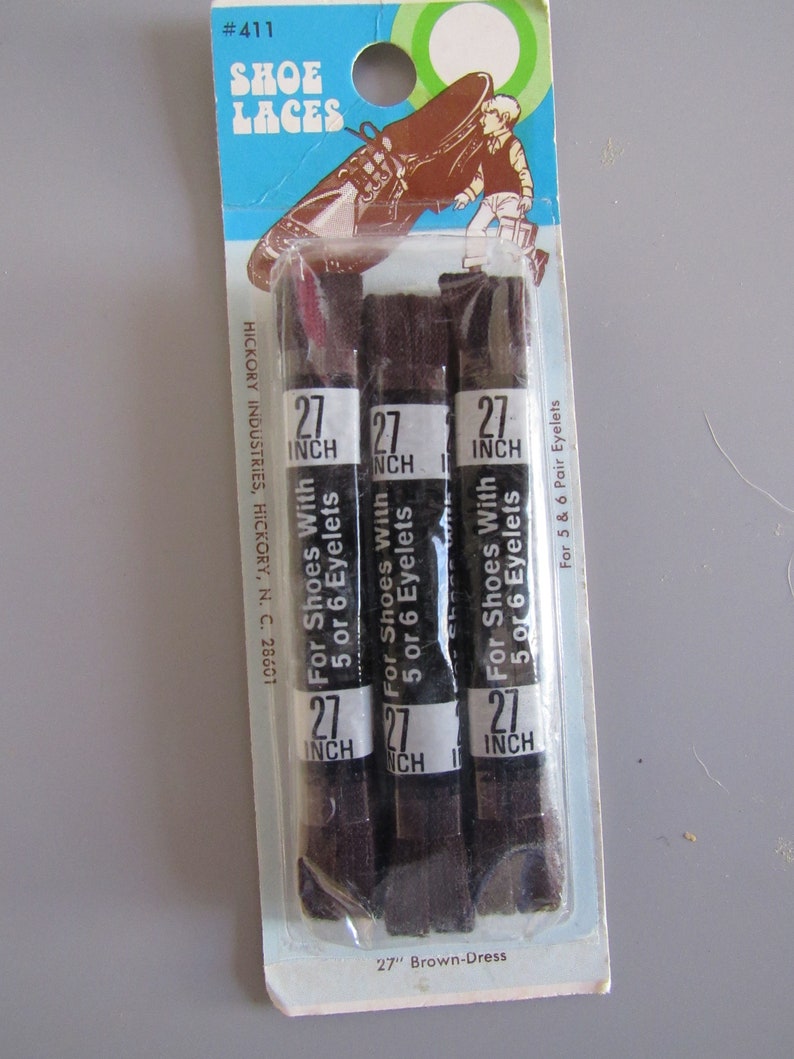 #411
SHOE
LACES
HICKORY INDUSTRIES, HICKORY, N. C. 28601
27
INCH
For Shoes With
5 or 6 Eyelets
27
INCH
27
INCH
For Shoes With
5 or 6 Eyelets
27
INCH
27
INCH
For Shoes With
5 or 6 Eyelets
27
INCH
For 5 & 6 Pair Eyelets
27" Brown-Dress